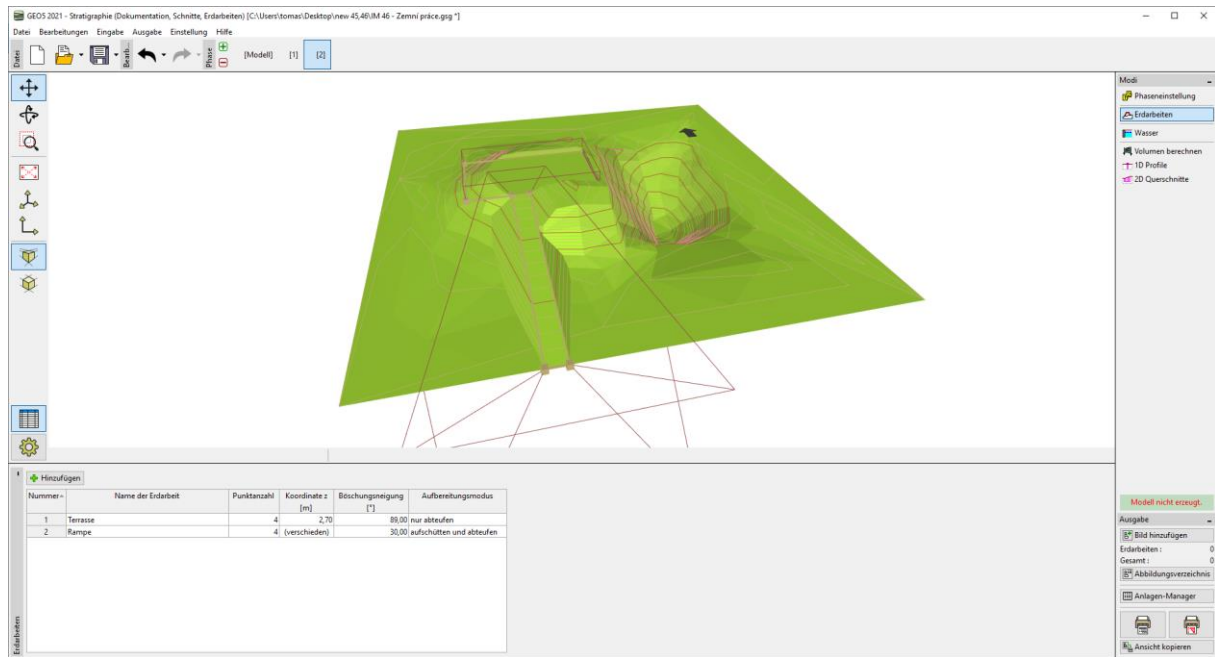 GEO5 2021 - Stratigraphie (Dokumentation, Schnitte, Erdarbeiten) [C:\Users\tomas\Desktop\new 45,46\IM 46 - Zemní práce.gsg *]
Datei Bearbeitungen Eingabe Ausgabe Einstellung Hilfe
Datei Bearb... Phase [Modell] [1] [2]
Modi
Phaseneinstellung
Erdarbeiten
Wasser
Volumen berechnen
1D Profile
2D Querschnitte
Hinzufügen
Nummer Name der Erdarbeit Punktanzahl Koordinate z Böschungsneigung Aufbereitungsmodus
[m] [°]
1 Terrasse 4 2,70 89,00 nur abteufen
2 Rampe 4 (verschieden) 30,00 aufschütten und abteufen
Erdarbeiten
Modell nicht erzeugt.
Ausgabe
Bild hinzufügen
Erdarbeiten : 0
Gesamt : 0
Abbildungsverzeichnis
Anlagen-Manager
Ansicht kopieren